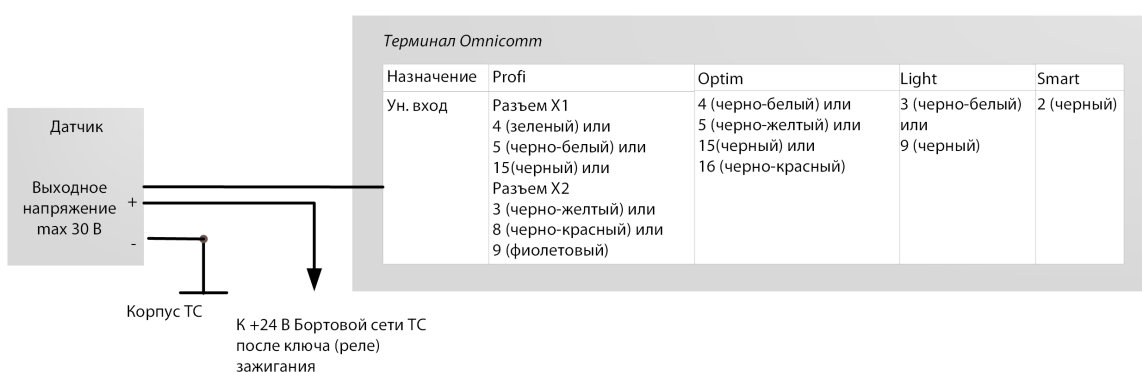 Терминал Omnicomm
Назначение Profi Optim Light Smart
Ун. вход
Разъем X1
4 (зеленый) или
5 (черно-белый) или
15(черный) или
Разъем X2
3 (черно-желтый) или
8 (черно-красный) или
9 (фиолетовый)
4 (черно-белый) или
5 (черно-желтый) или
15(черный) или
16 (черно-красный)
3 (черно-белый)
или
9 (черный)
2 (черный)
Датчик
Выходное
напряжение
max 30 В
+
-
Корпус ТС
К +24 В Бортовой сети ТС
после ключа (реле)
зажигания